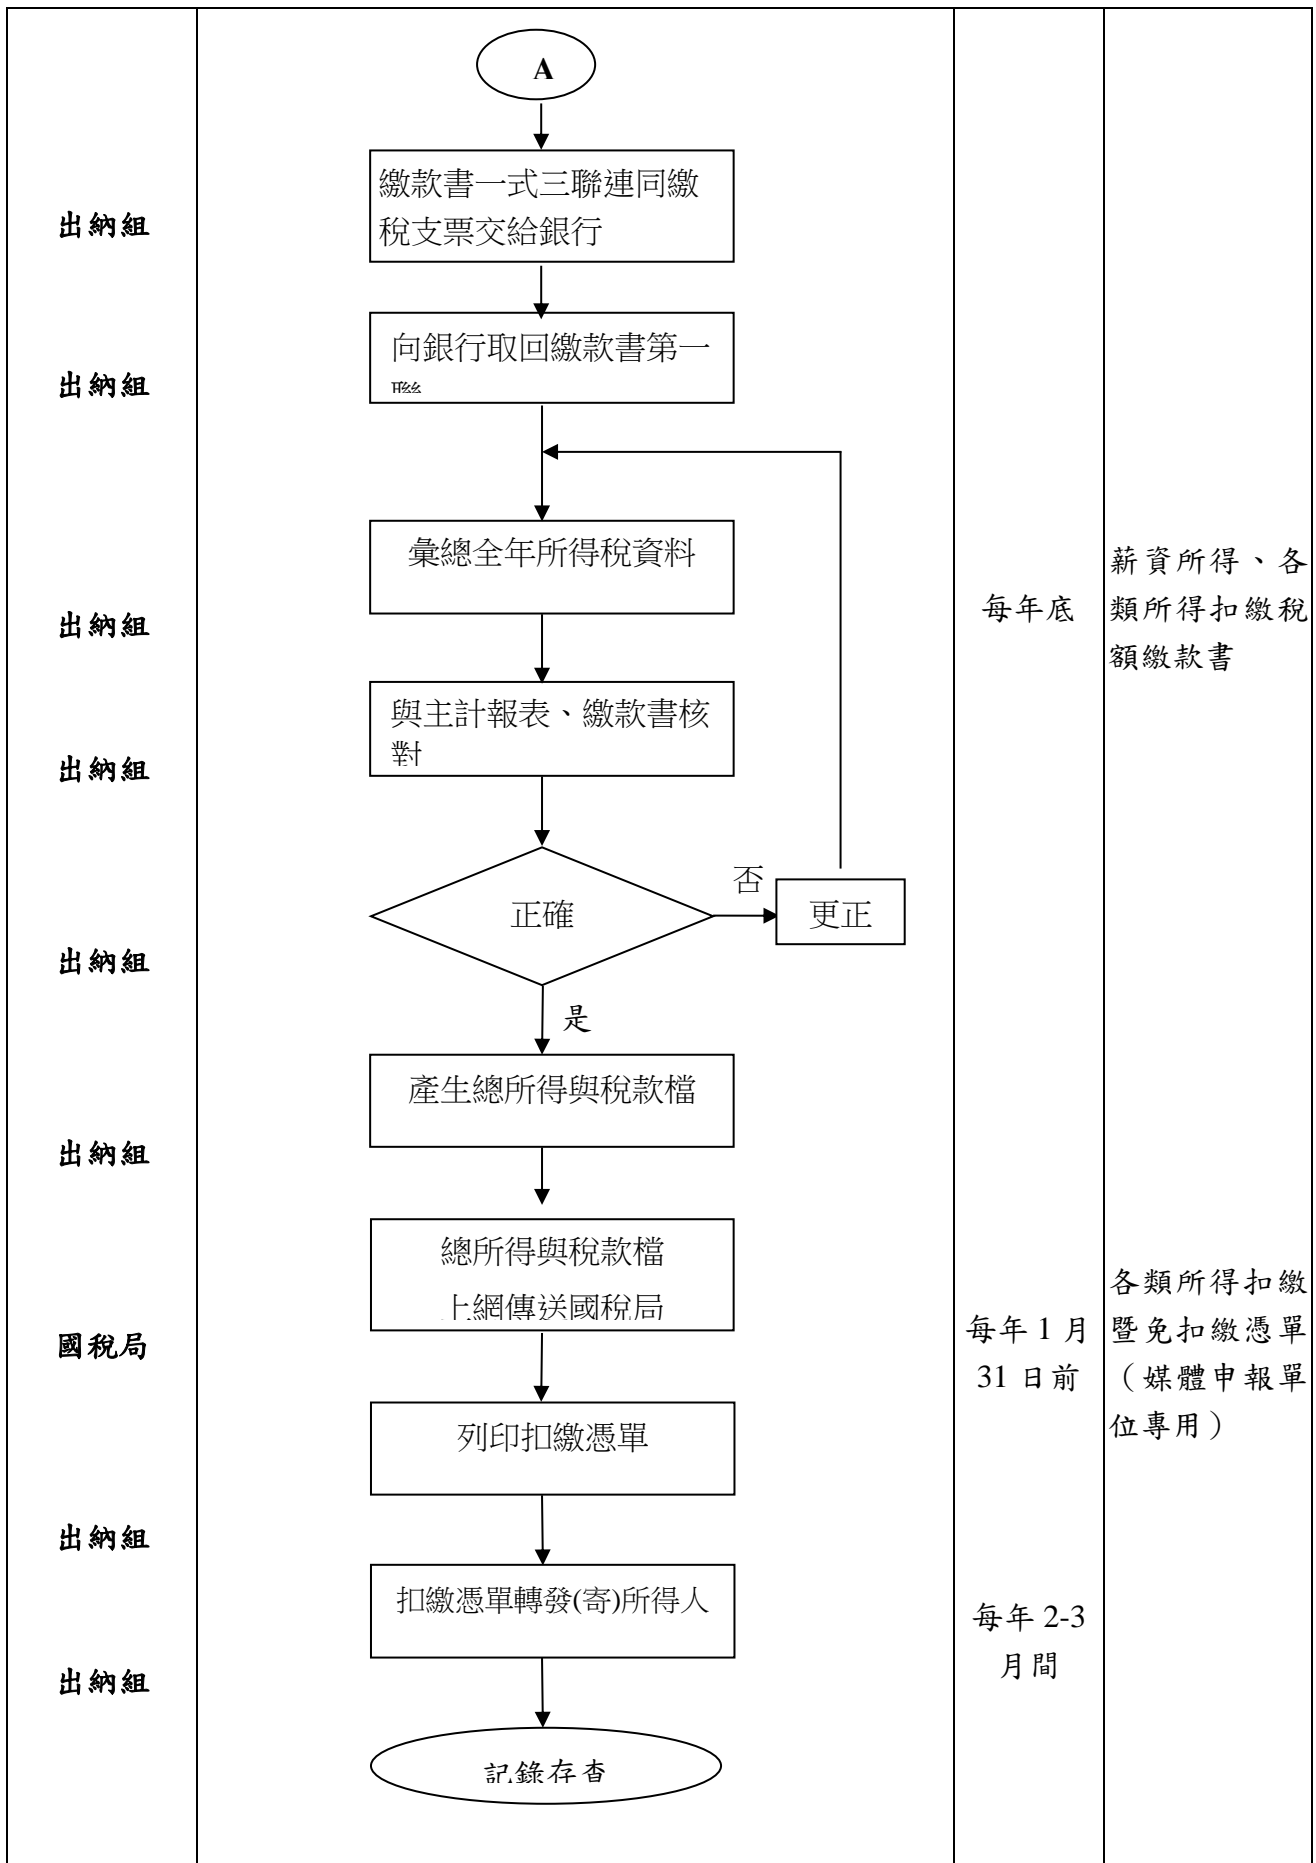 A
繳款書一式三聯連同繳
稅支票交給銀行
出納組
向銀行取回繳款書第一
聯
出納組
彙總全年所得稅資料
出納組
每年底
薪資所得、各
類所得扣繳稅
額繳款書
與主計報表、繳款書核
對
出納組
正確
否
更正
出納組
是
產生總所得與稅款檔
出納組
總所得與稅款檔
上網傳送國稅局
國稅局
每年 1 月
31 日前
各類所得扣繳
暨免扣繳憑單
（媒體申報單
位專用）
列印扣繳憑單
出納組
扣繳憑單轉發(寄)所得人
每年 2-3
月間
出納組
記錄存查